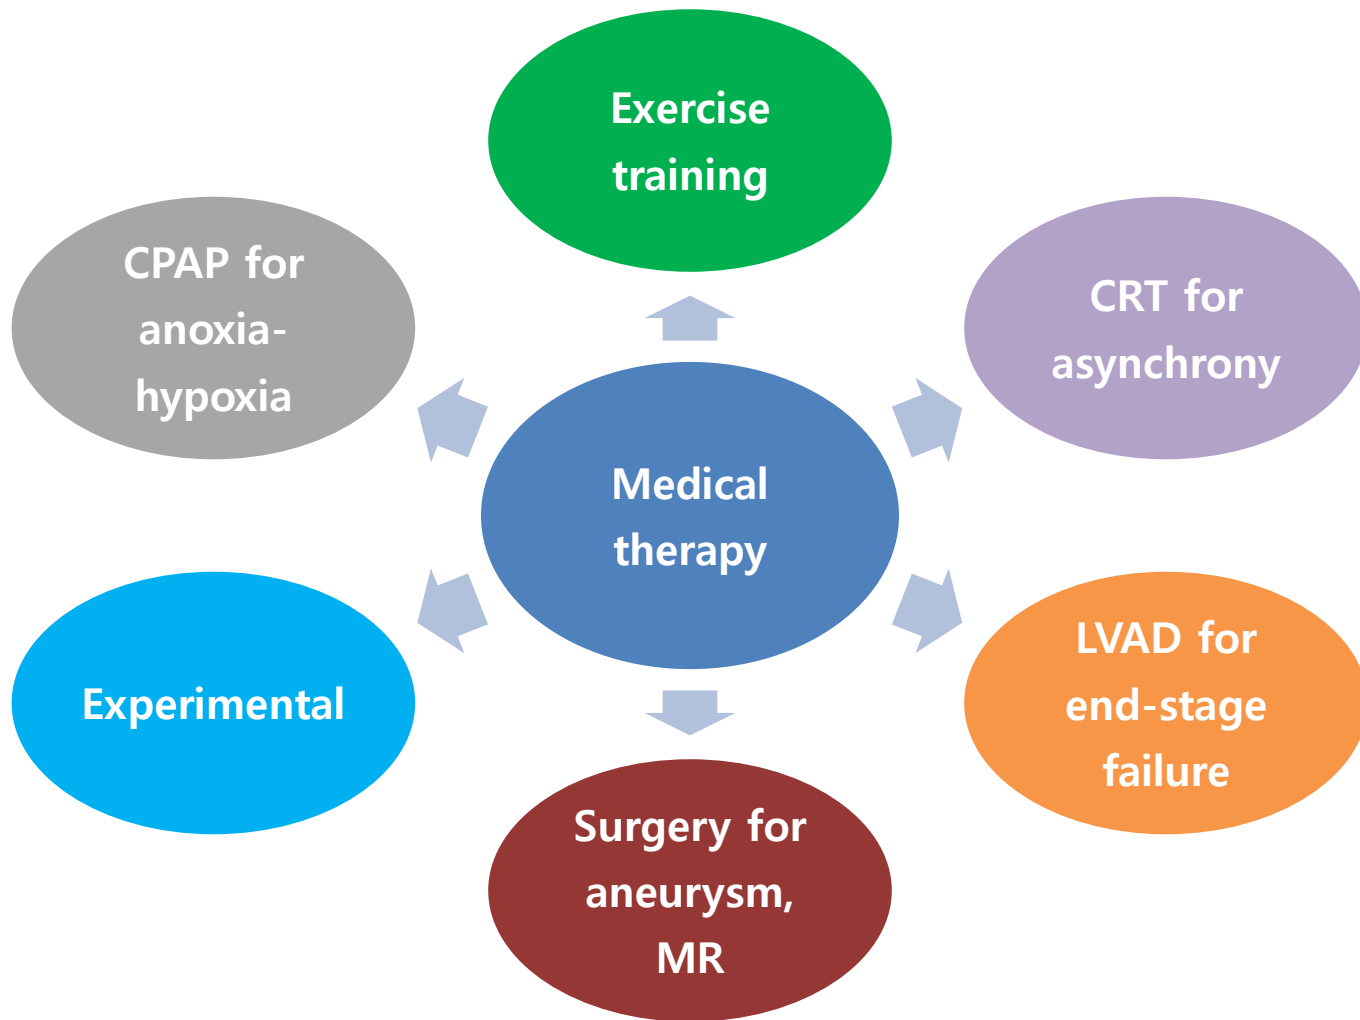 Exercise
training
CPAP for
anoxia-
hypoxia
CRT for
asynchrony
Medical
therapy
Experimental
LVAD for
end-stage
failure
Surgery for
aneurysm,
MR